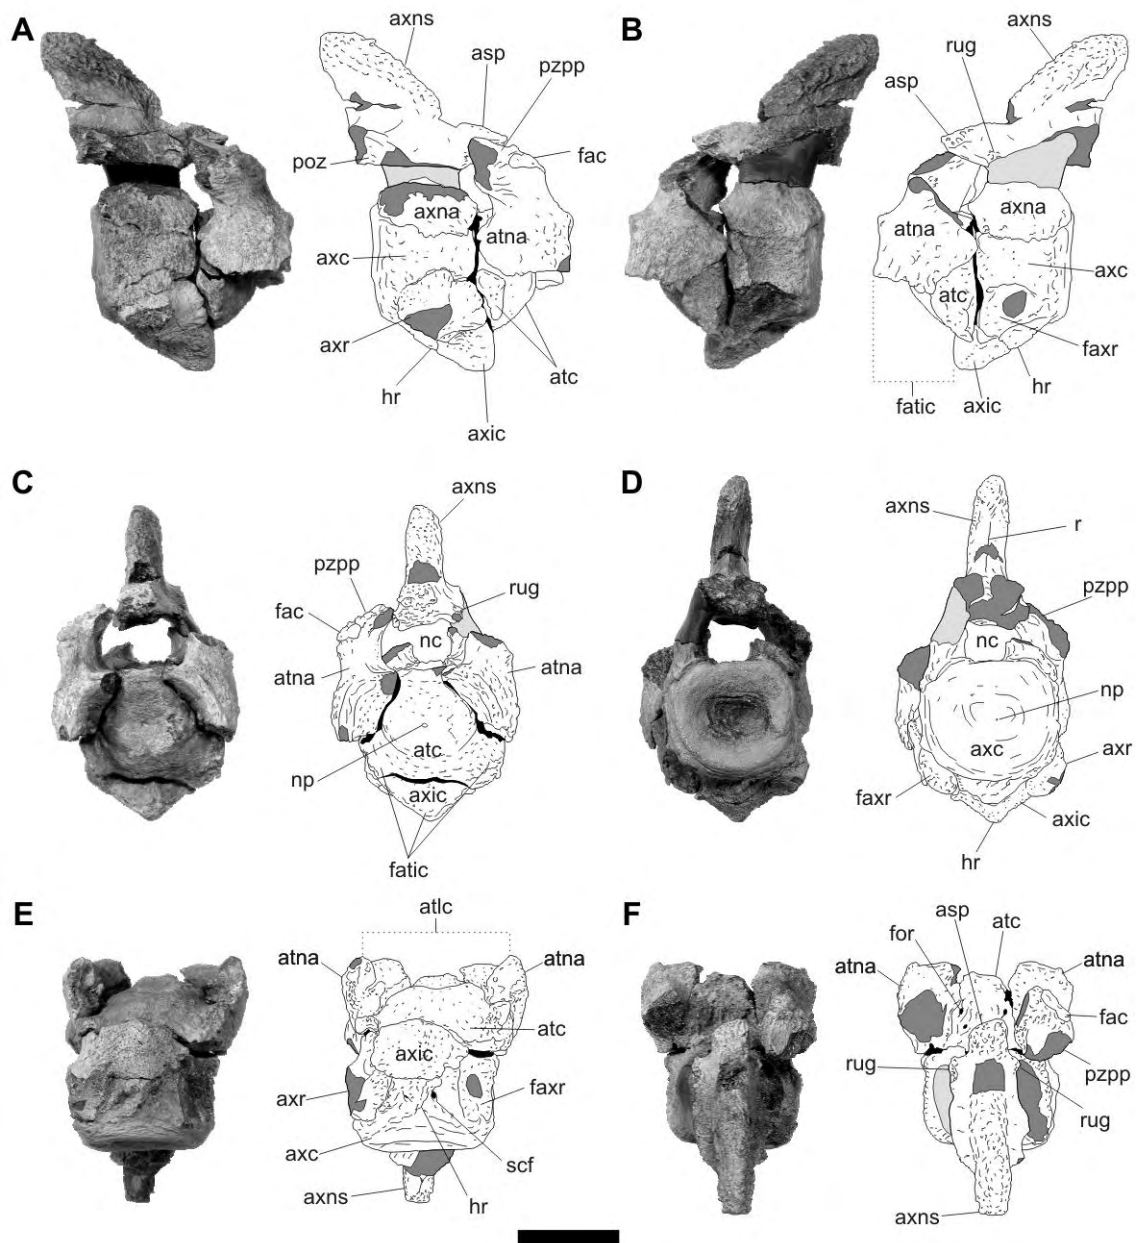 A
axns
asp
pzpp
poz
fac
axna
atna
axc
axr
hr
atc
axic
B
axns
rug
asp
axna
atna
axc
atc
faxr
hr
fatic
axic
C
axns
pzpp
rug
fac
nc
atna
atna
atc
np
axic
fatic
D
axns
r
pzpp
nc
np
axc
axr
faxr
axic
hr
E
atlc
atna
atna
atc
axic
axr
faxr
axc
scf
axns
hr
F
asp
atc
for
atna
atna
fac
rug
pzpp
rug
axns